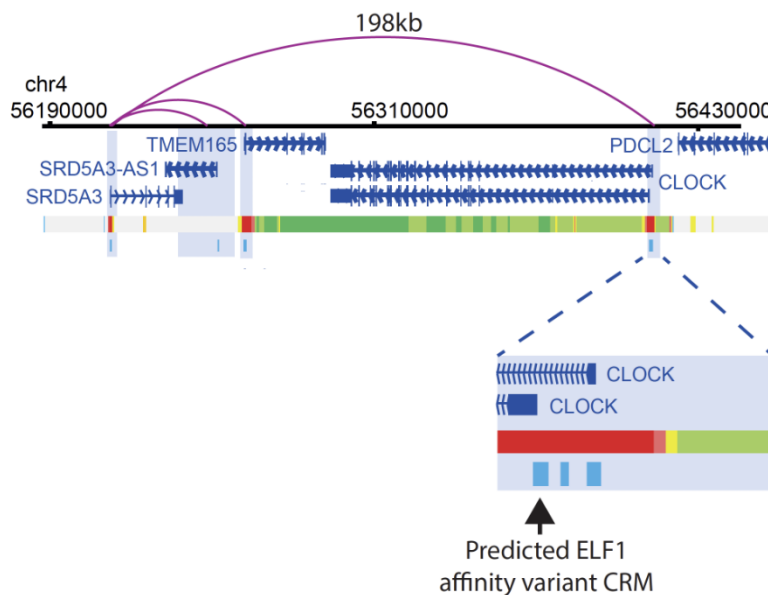 198kb
chr4
56190000 56310000 56430000
TMEM165 PDCL2
SRD5A3-AS1 CLOCK
SRD5A3
CLOCK
CLOCK
Predicted ELF1
affinity variant CRM